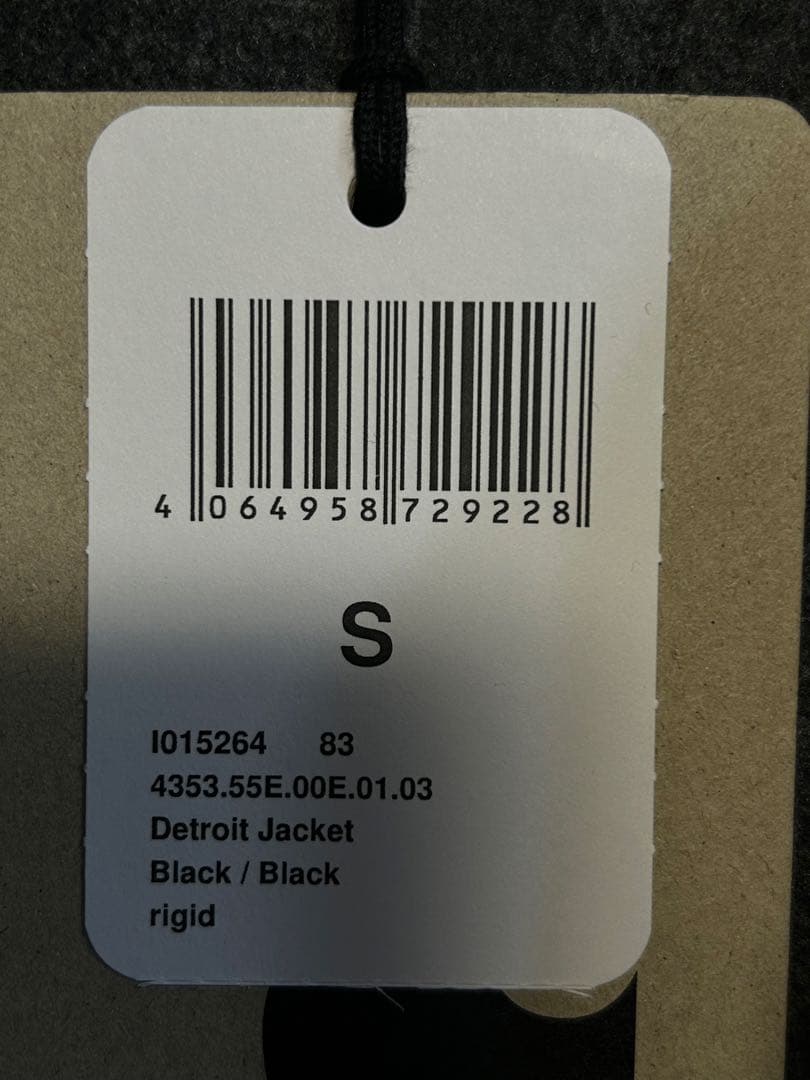 4 064958 729228
S
I015264 83
4353.55E.00E.01.03
Detroit Jacket
Black / Black
rigid